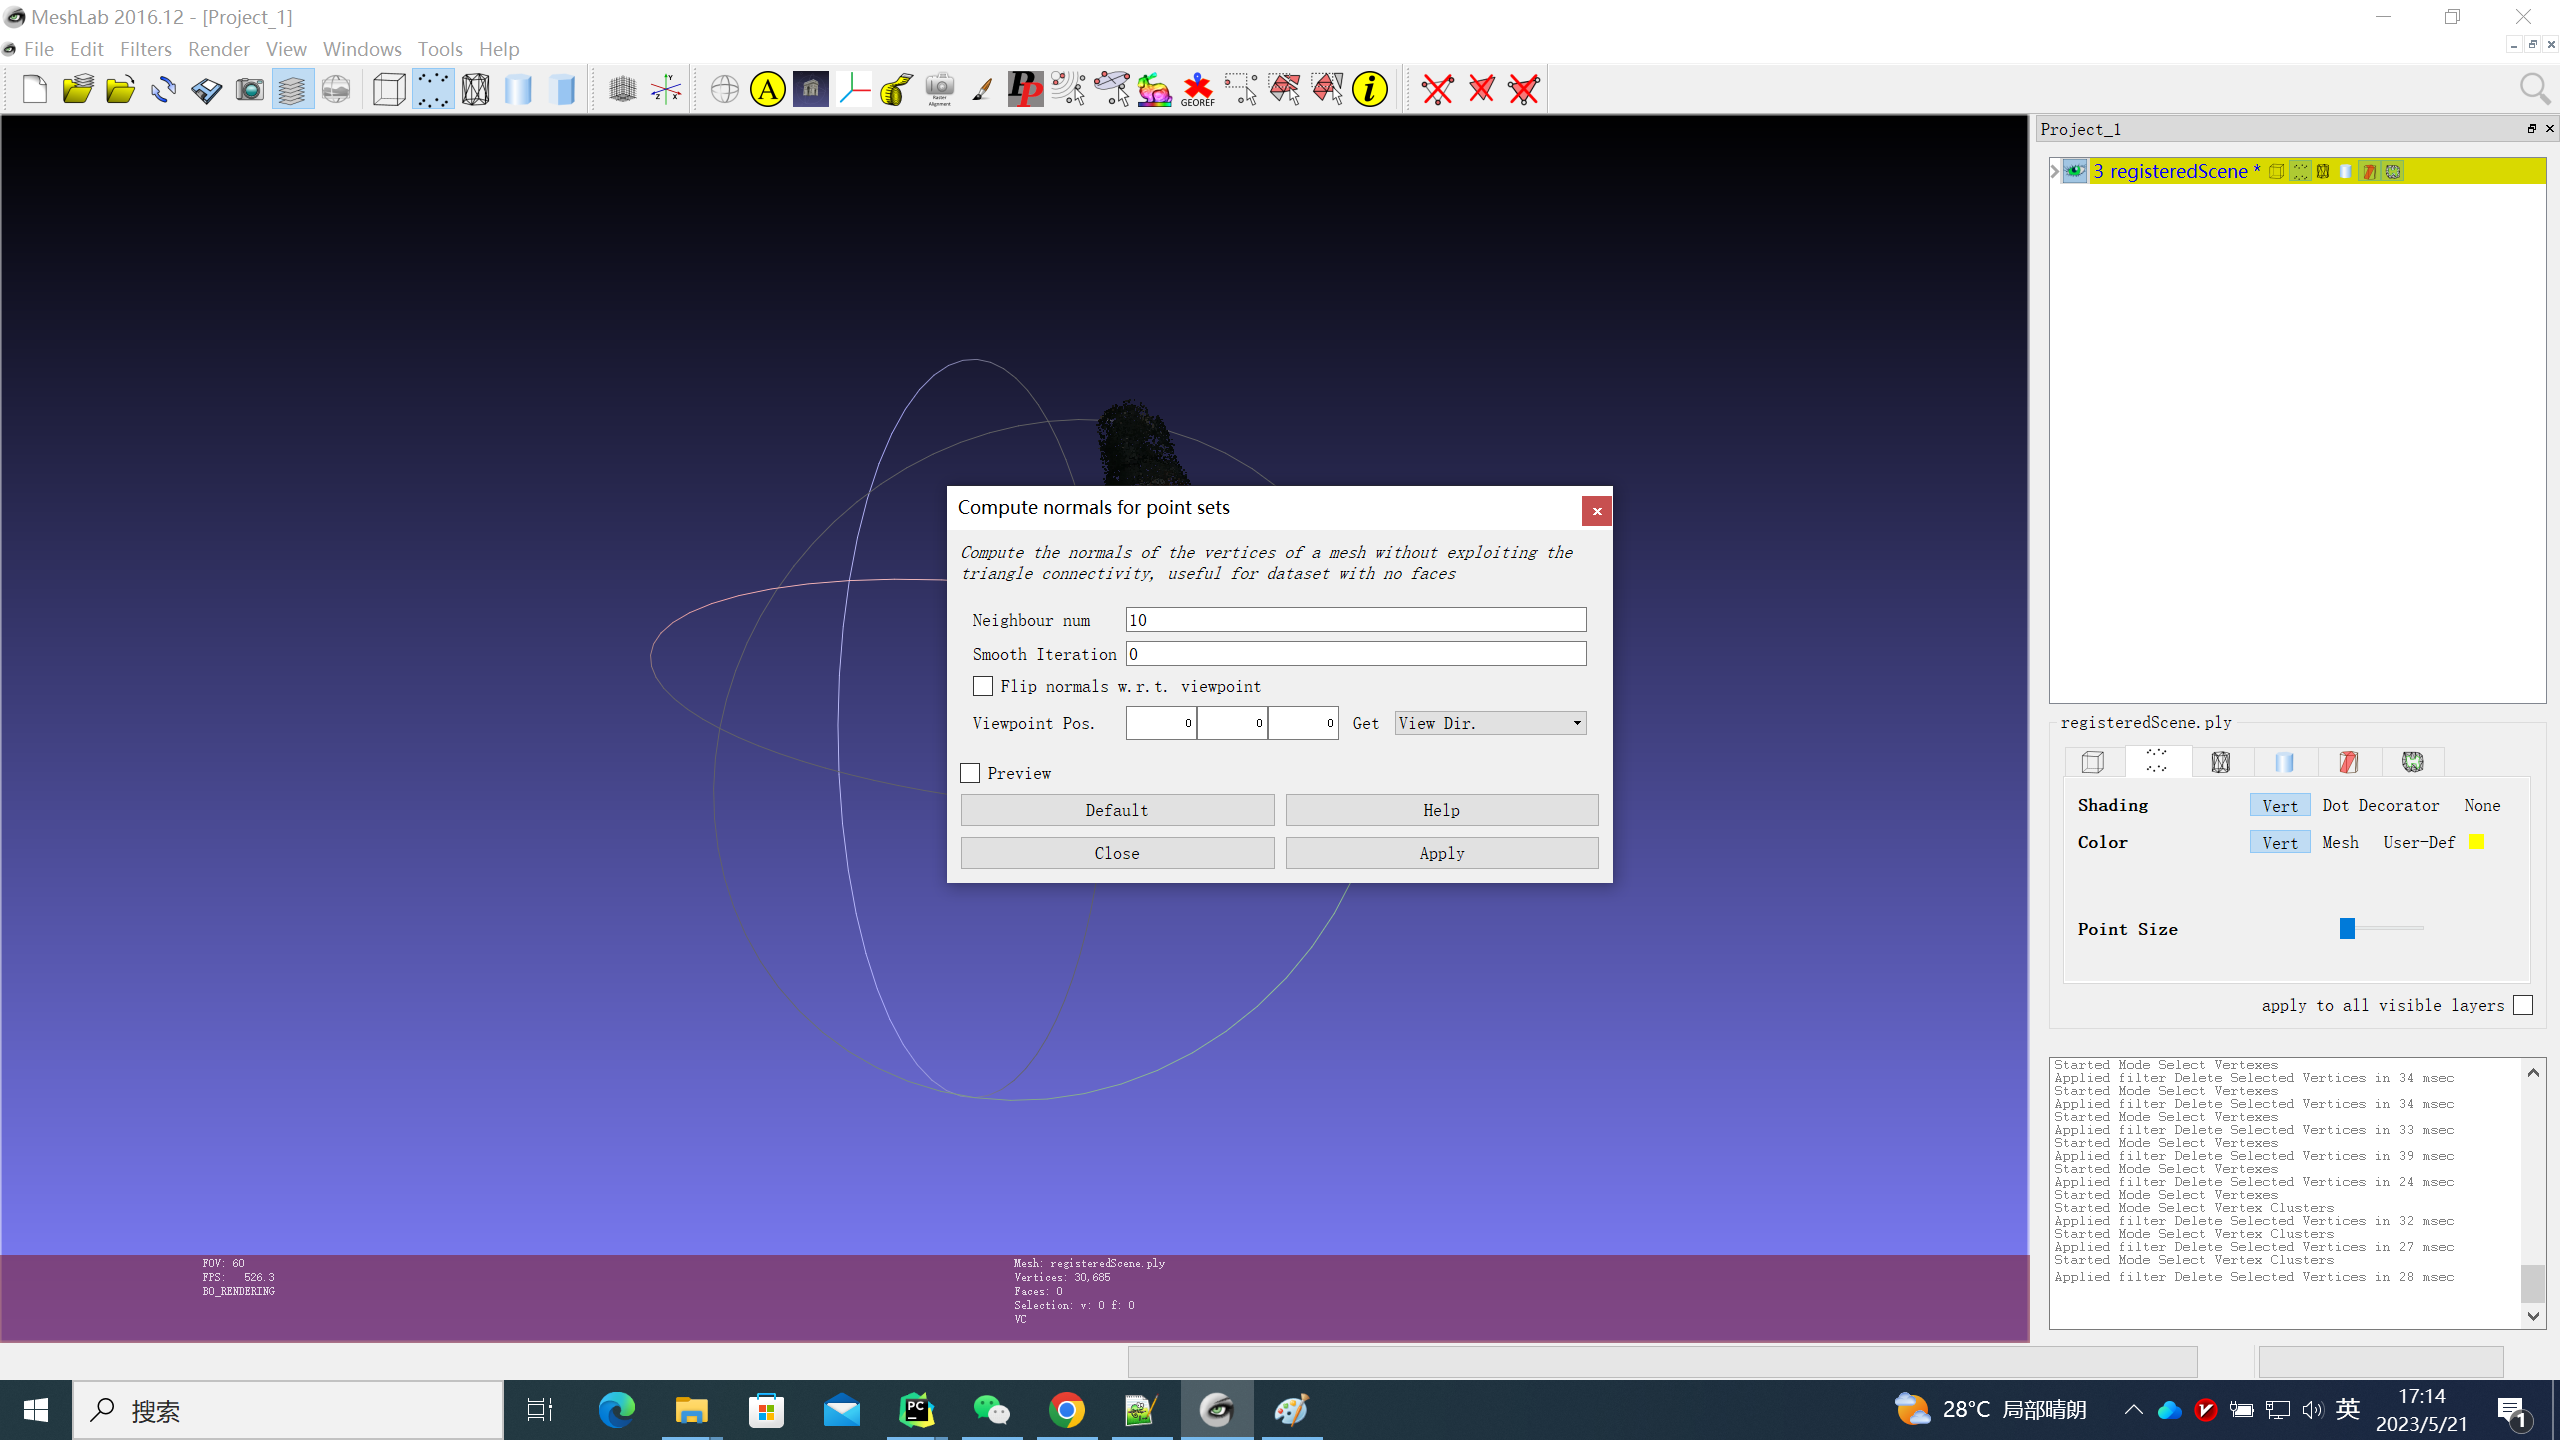 MeshLab 2016.12 - [Project_1]
File Edit Filters Render View Windows Tools Help
A
Raster Alignment
PP
GEOREF
i
Project_1
3 registeredScene *
Compute normals for point sets
Compute the normals of the vertices of a mesh without exploiting the
triangle connectivity, useful for dataset with no faces
Neighbour num 10
Smooth Iteration 0
Flip normals w.r.t. viewpoint
Viewpoint Pos. 0 0 0 Get View Dir.
Preview
Default Help
Close Apply
registeredScene.ply
Shading Vert Dot Decorator None
Color Vert Mesh User-Def
Point Size
apply to all visible layers
Started Mode Select Vertexes
Applied filter Delete Selected Vertices in 34 msec
Started Mode Select Vertexes
Applied filter Delete Selected Vertices in 34 msec
Started Mode Select Vertexes
Applied filter Delete Selected Vertices in 33 msec
Started Mode Select Vertexes
Applied filter Delete Selected Vertices in 39 msec
Started Mode Select Vertexes
Applied filter Delete Selected Vertices in 24 msec
Started Mode Select Vertexes
Started Mode Select Vertex Clusters
Applied filter Delete Selected Vertices in 32 msec
Started Mode Select Vertex Clusters
Applied filter Delete Selected Vertices in 27 msec
Started Mode Select Vertex Clusters
Applied filter Delete Selected Vertices in 28 msec
FOV: 60
FPS: 526.3
BO_RENDERING
Mesh: registeredScene.ply
Vertices: 30,685
Faces: 0
Selection: v: 0 f: 0
VC
搜索
PC
28°C 局部晴朗
英
17:14
2023/5/21
1